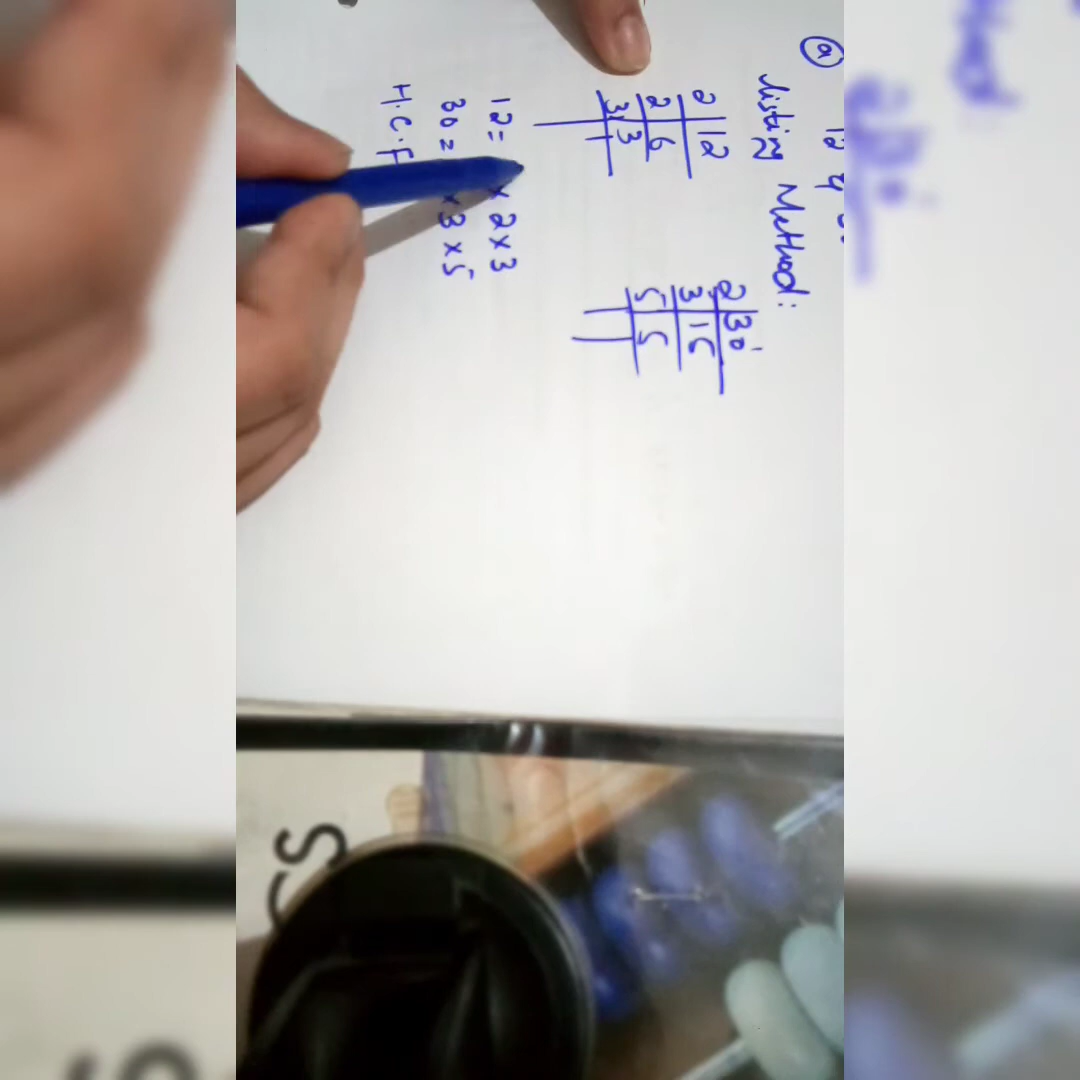 (a) 12 &
Listing Method:
2|12
2|6
3|3
1
2|30
3|15
5|5
1
12 = x 2 x 3
30 = x 3 x 5
H.C.F